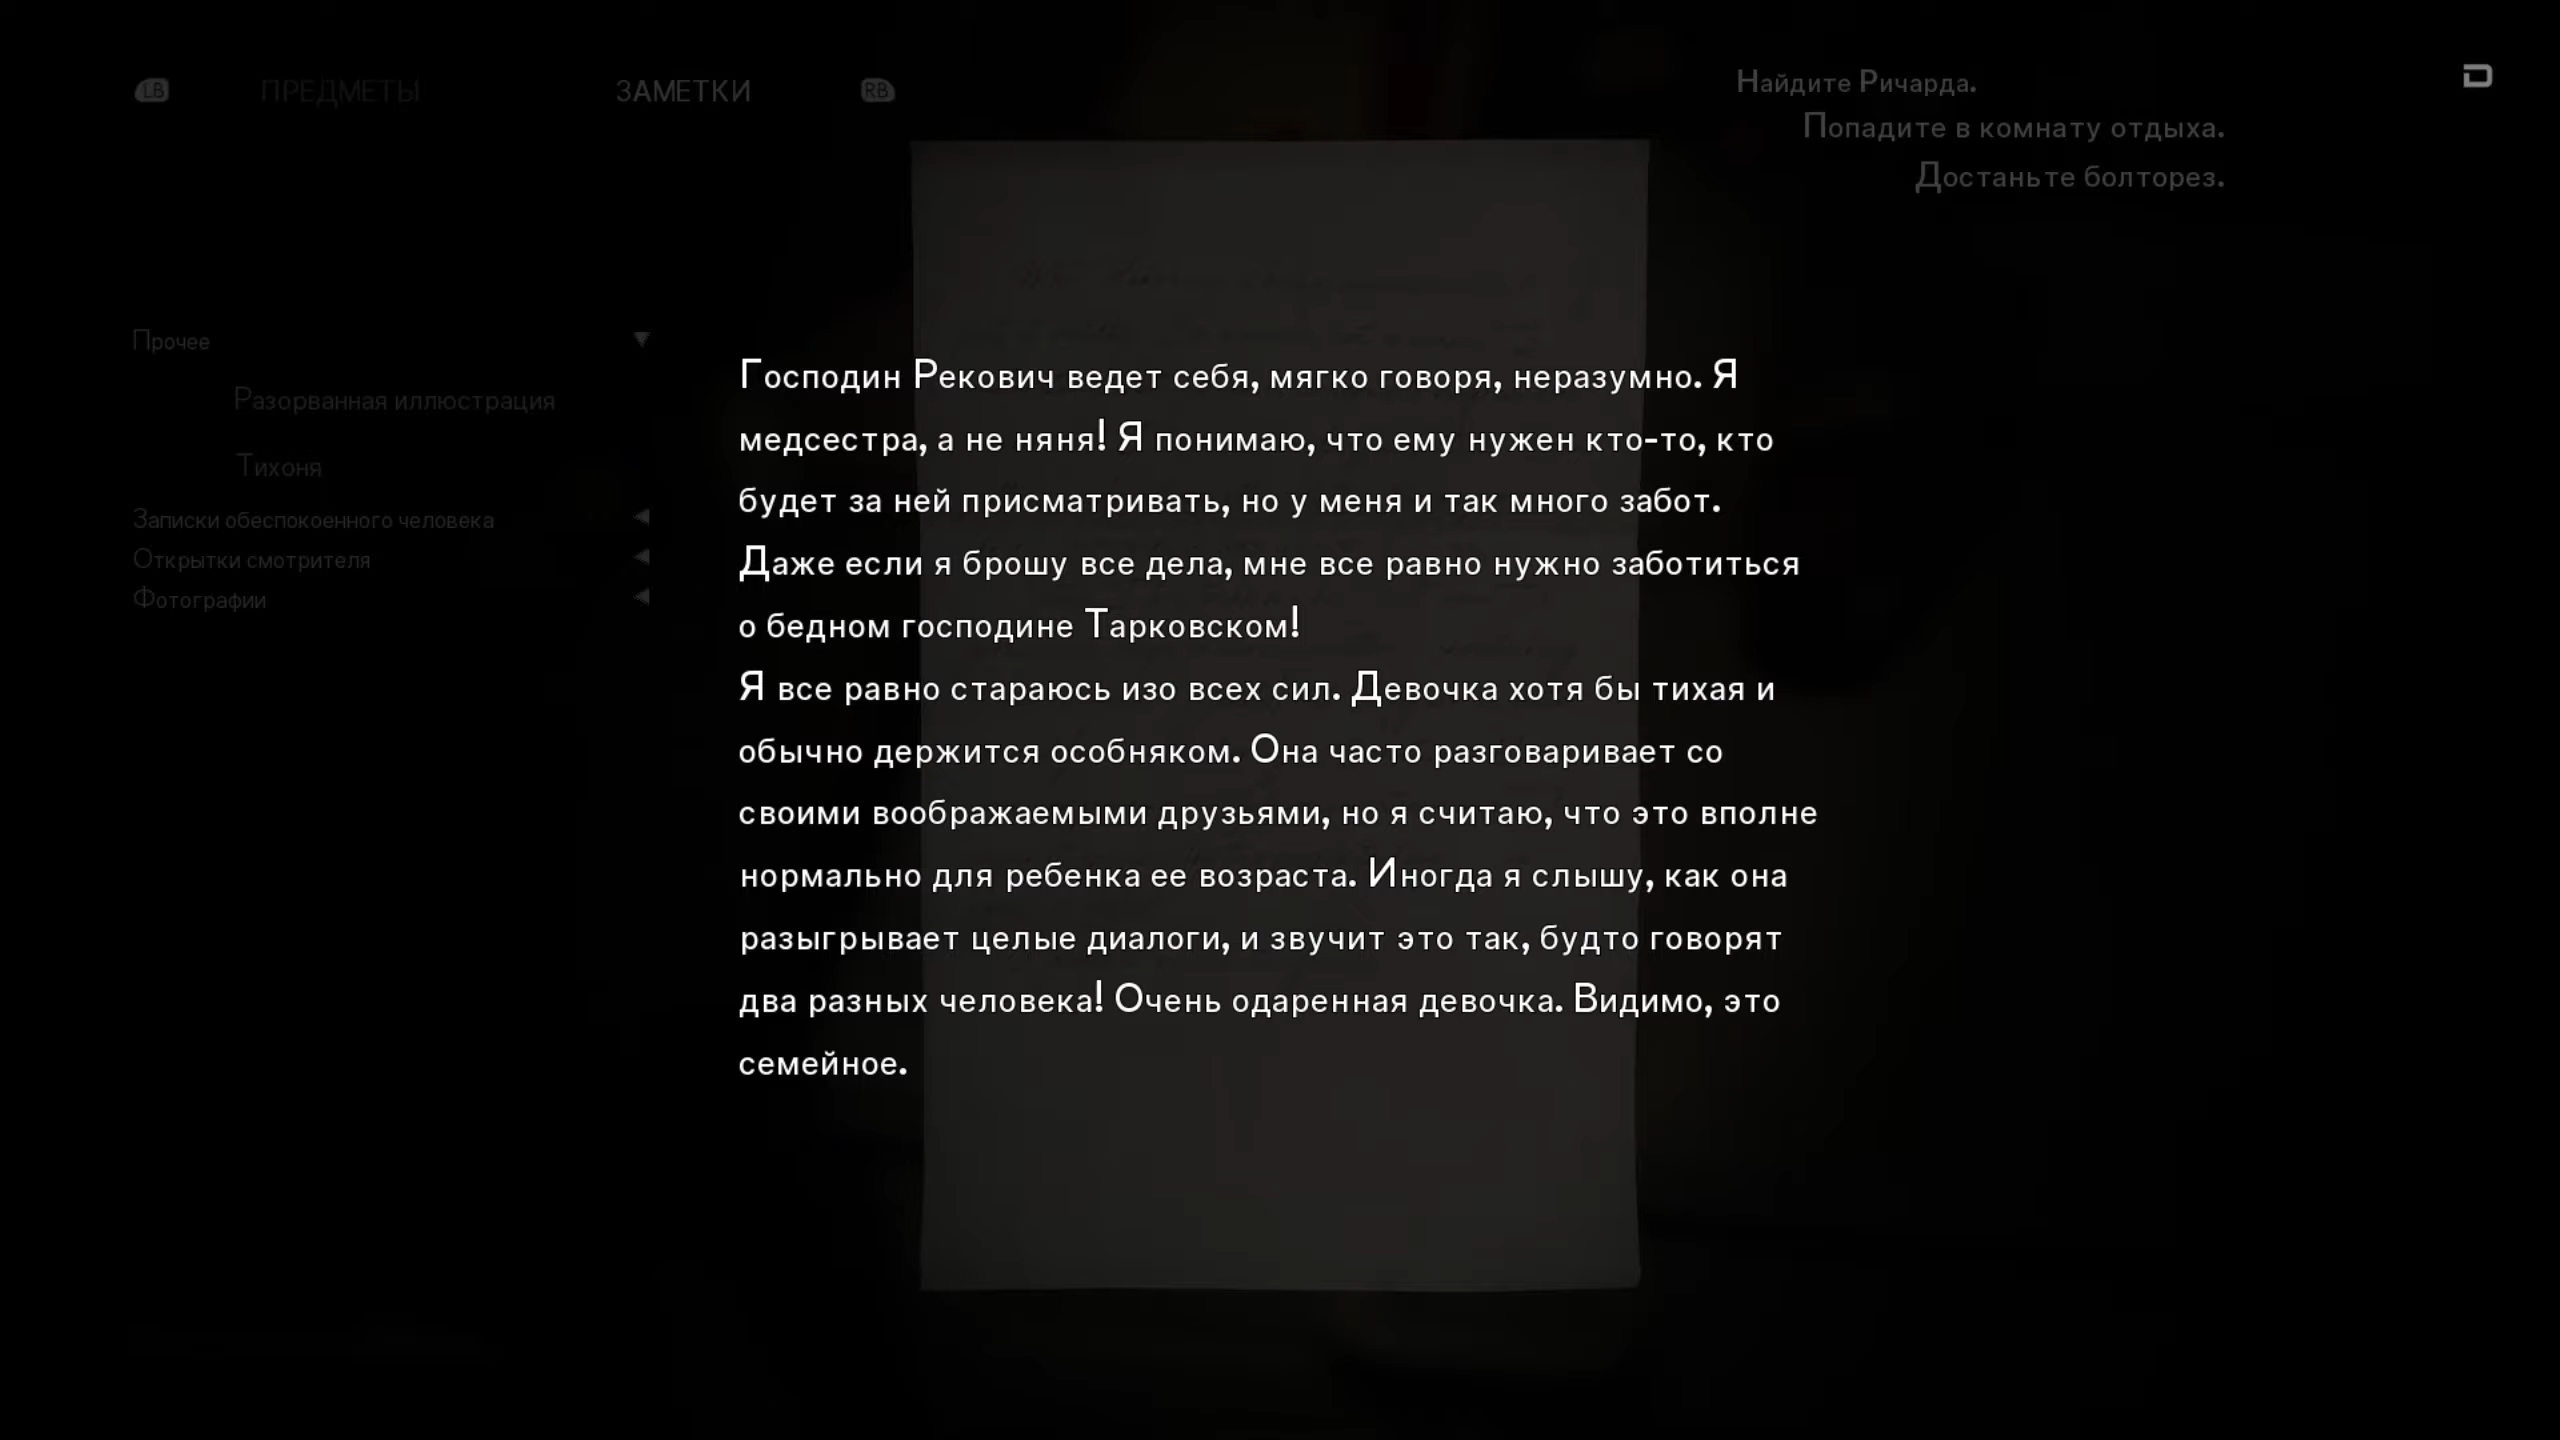 LB ПРЕДМЕТЫ ЗАМЕТКИ RB
Найдите Ричарда.
Попадите в комнату отдыха.
Достаньте болторез.
Прочее
Разорванная иллюстрация
Тихоня
Записки обеспокоенного человека
Открытки смотрителя
Фотографии
Господин Рекович ведет себя, мягко говоря, неразумно. Я
медсестра, а не няня! Я понимаю, что ему нужен кто-то, кто
будет за ней присматривать, но у меня и так много забот.
Даже если я брошу все дела, мне все равно нужно заботиться
о бедном господине Тарковском!
Я все равно стараюсь изо всех сил. Девочка хотя бы тихая и
обычно держится особняком. Она часто разговаривает со
своими воображаемыми друзьями, но я считаю, что это вполне
нормально для ребенка ее возраста. Иногда я слышу, как она
разыгрывает целые диалоги, и звучит это так, будто говорят
два разных человека! Очень одаренная девочка. Видимо, это
семейное.